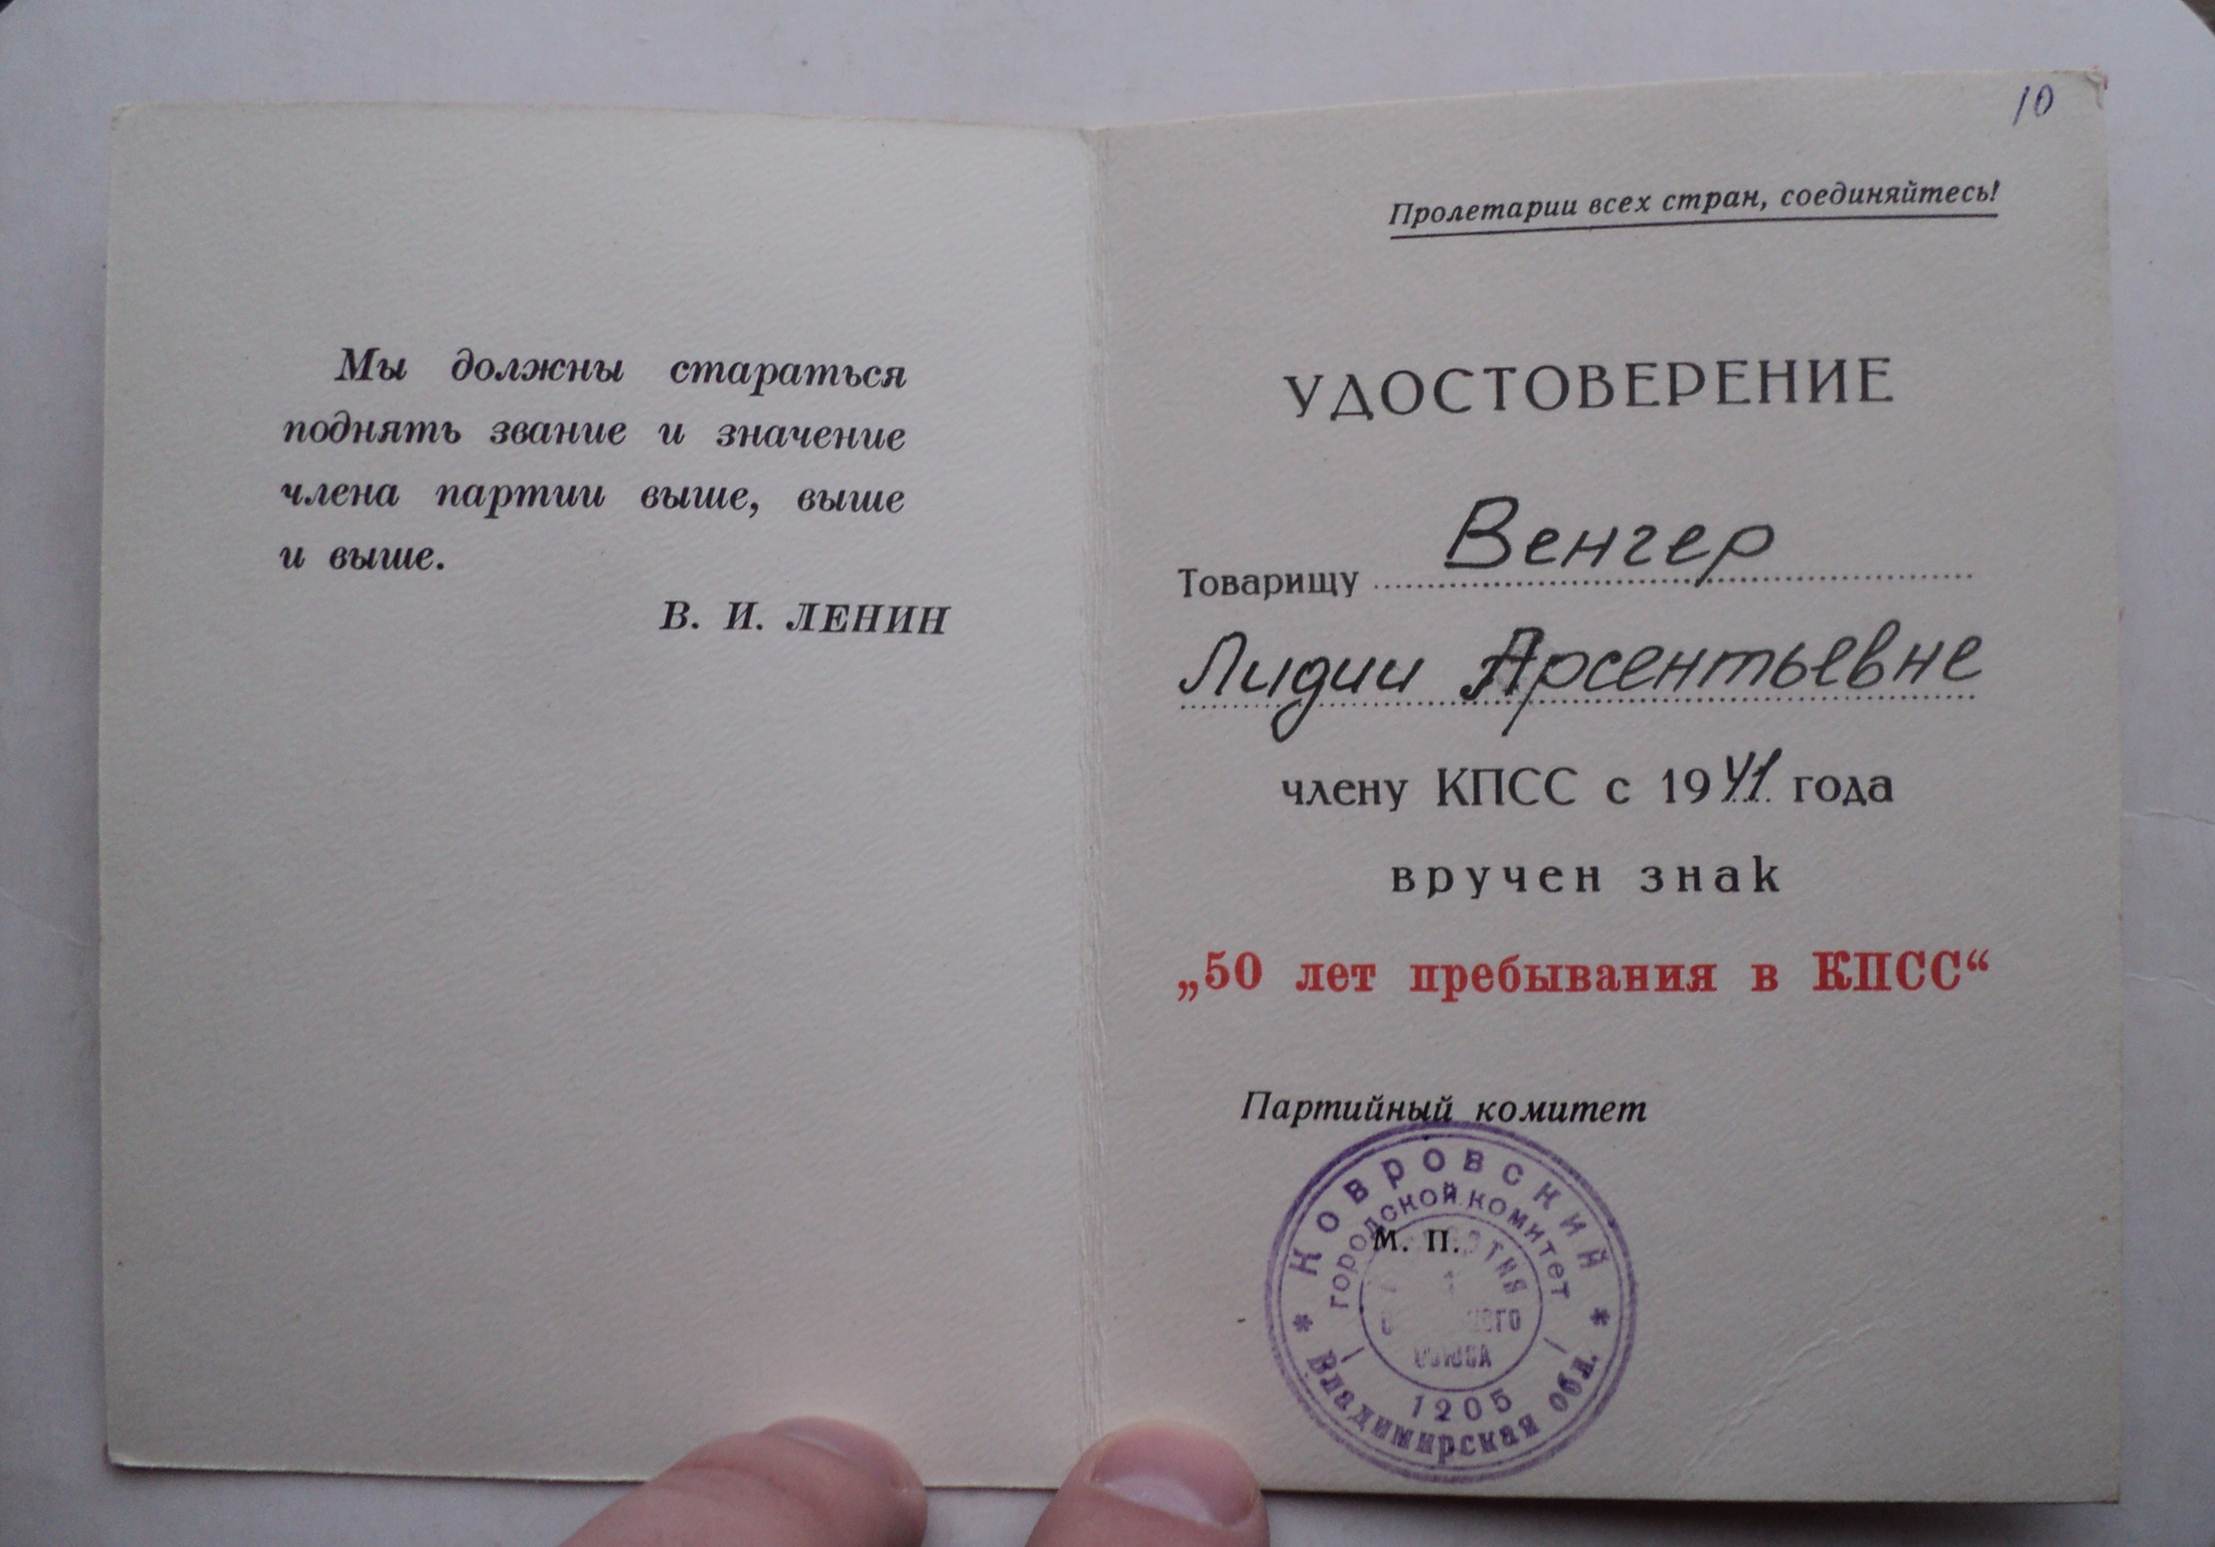 Мы должны стараться
поднять звание и значение
члена партии выше, выше
и выше.
В. И. ЛЕНИН
10
Пролетарии всех стран, соединяйтесь!
УДОСТОВЕРЕНИЕ
Товарищу Венгер
Лидии Арсентьевне
члену КПСС с 1941 года
вручен знак
„50 лет пребывания в КПСС“
Партийный комитет
М. П.
* Ковровский *
городской комитет
1205
Владимирская обл.